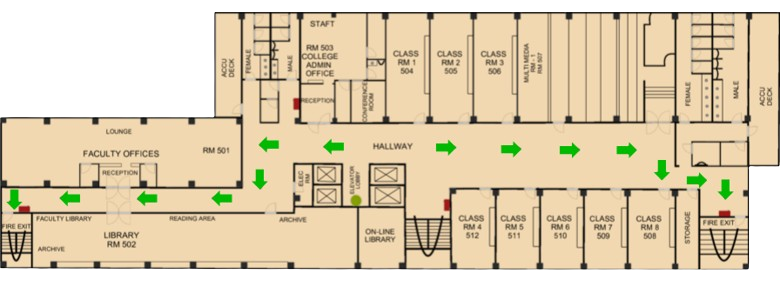 STAFT
ACCU
DECK
FEMALE
MALE
RM 503
COLLEGE
ADMIN
OFFICE
RECEPTION
CONFERENCE
ROOM
CLASS
RM 1
504
CLASS
RM 2
505
CLASS
RM 3
506
MULTI MEDIA
RM - 1
RM 507
FEMALE
MALE
ACCU
DECK
LOUNGE
FACULTY OFFICES
RM 501
RECEPTION
HALLWAY
ELEC
RM
ELEVATOR
LOBBY
FACULTY LIBRARY
READING AREA
ARCHIVE
FIRE EXIT
LIBRARY
RM 502
ARCHIVE
ON-LINE
LIBRARY
CLASS
RM 4
512
CLASS
RM 5
511
CLASS
RM 6
510
CLASS
RM 7
509
CLASS
RM 8
508
STORAGE
FIRE EXIT